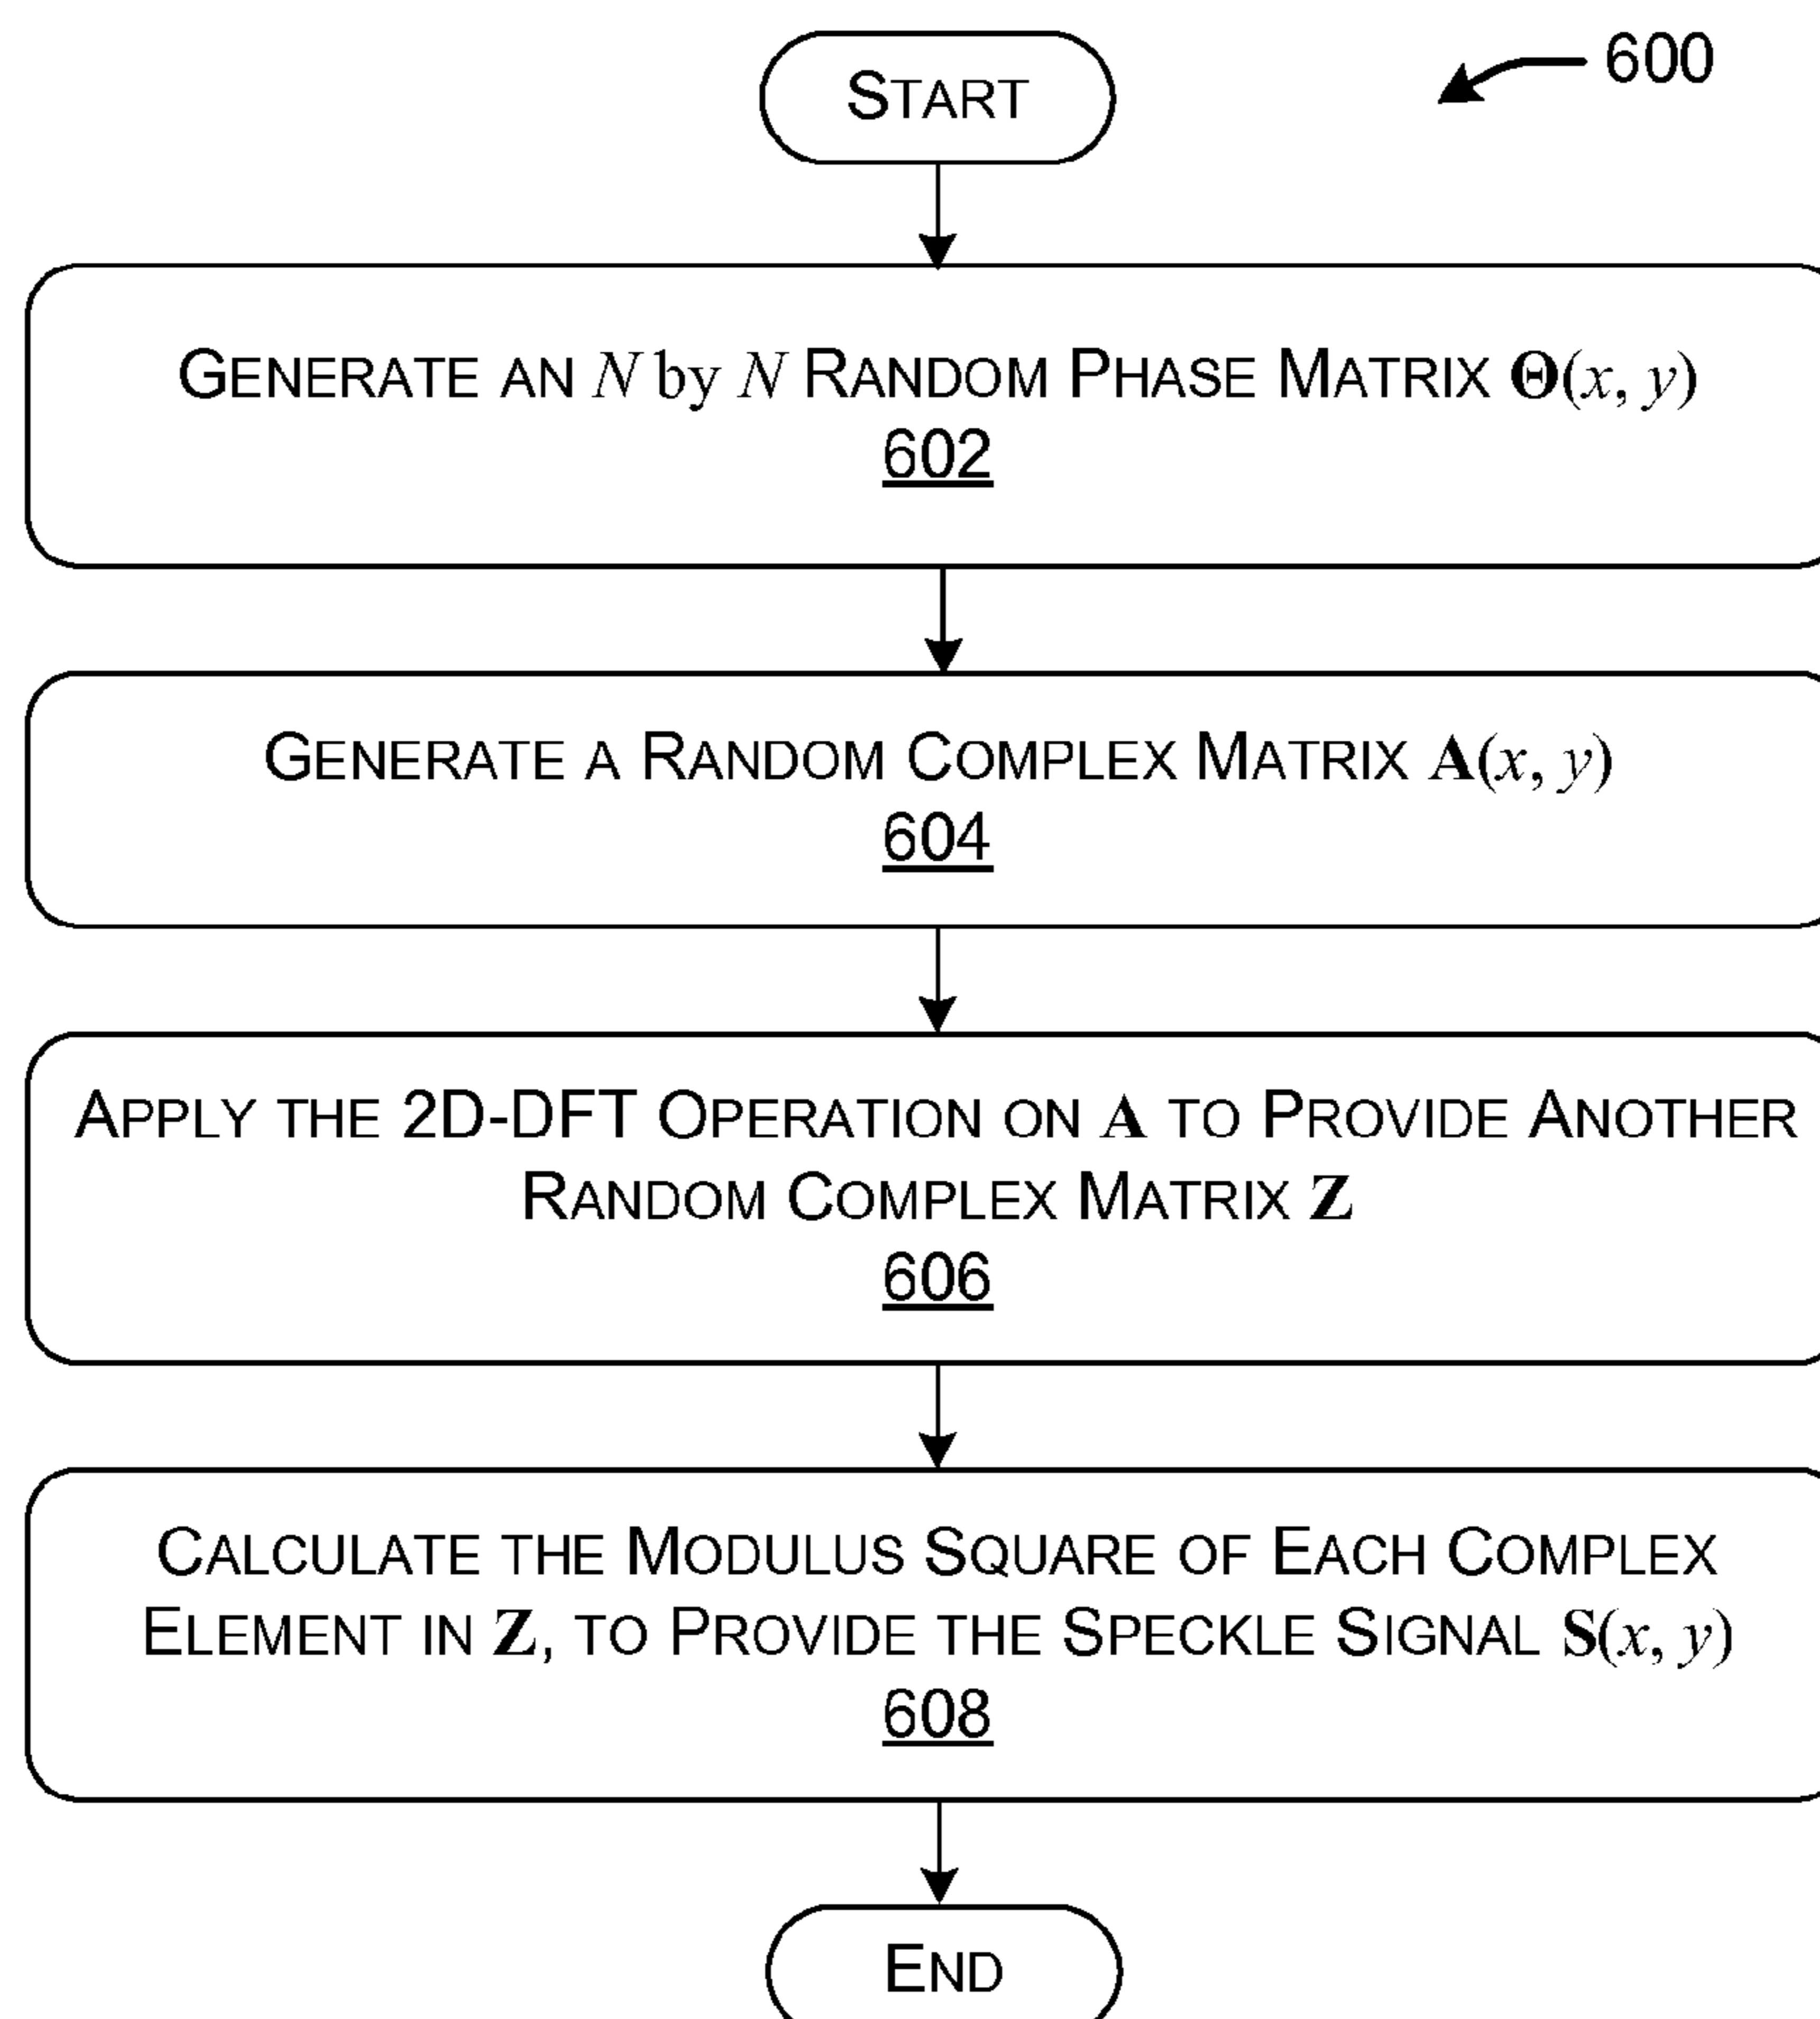 START
600
GENERATE AN N by N RANDOM PHASE MATRIX Θ(x, y)
602
GENERATE A RANDOM COMPLEX MATRIX A(x, y)
604
APPLY THE 2D-DFT OPERATION ON A TO PROVIDE ANOTHER
RANDOM COMPLEX MATRIX Z
606
CALCULATE THE MODULUS SQUARE OF EACH COMPLEX
ELEMENT IN Z, TO PROVIDE THE SPECKLE SIGNAL S(x, y)
608
END